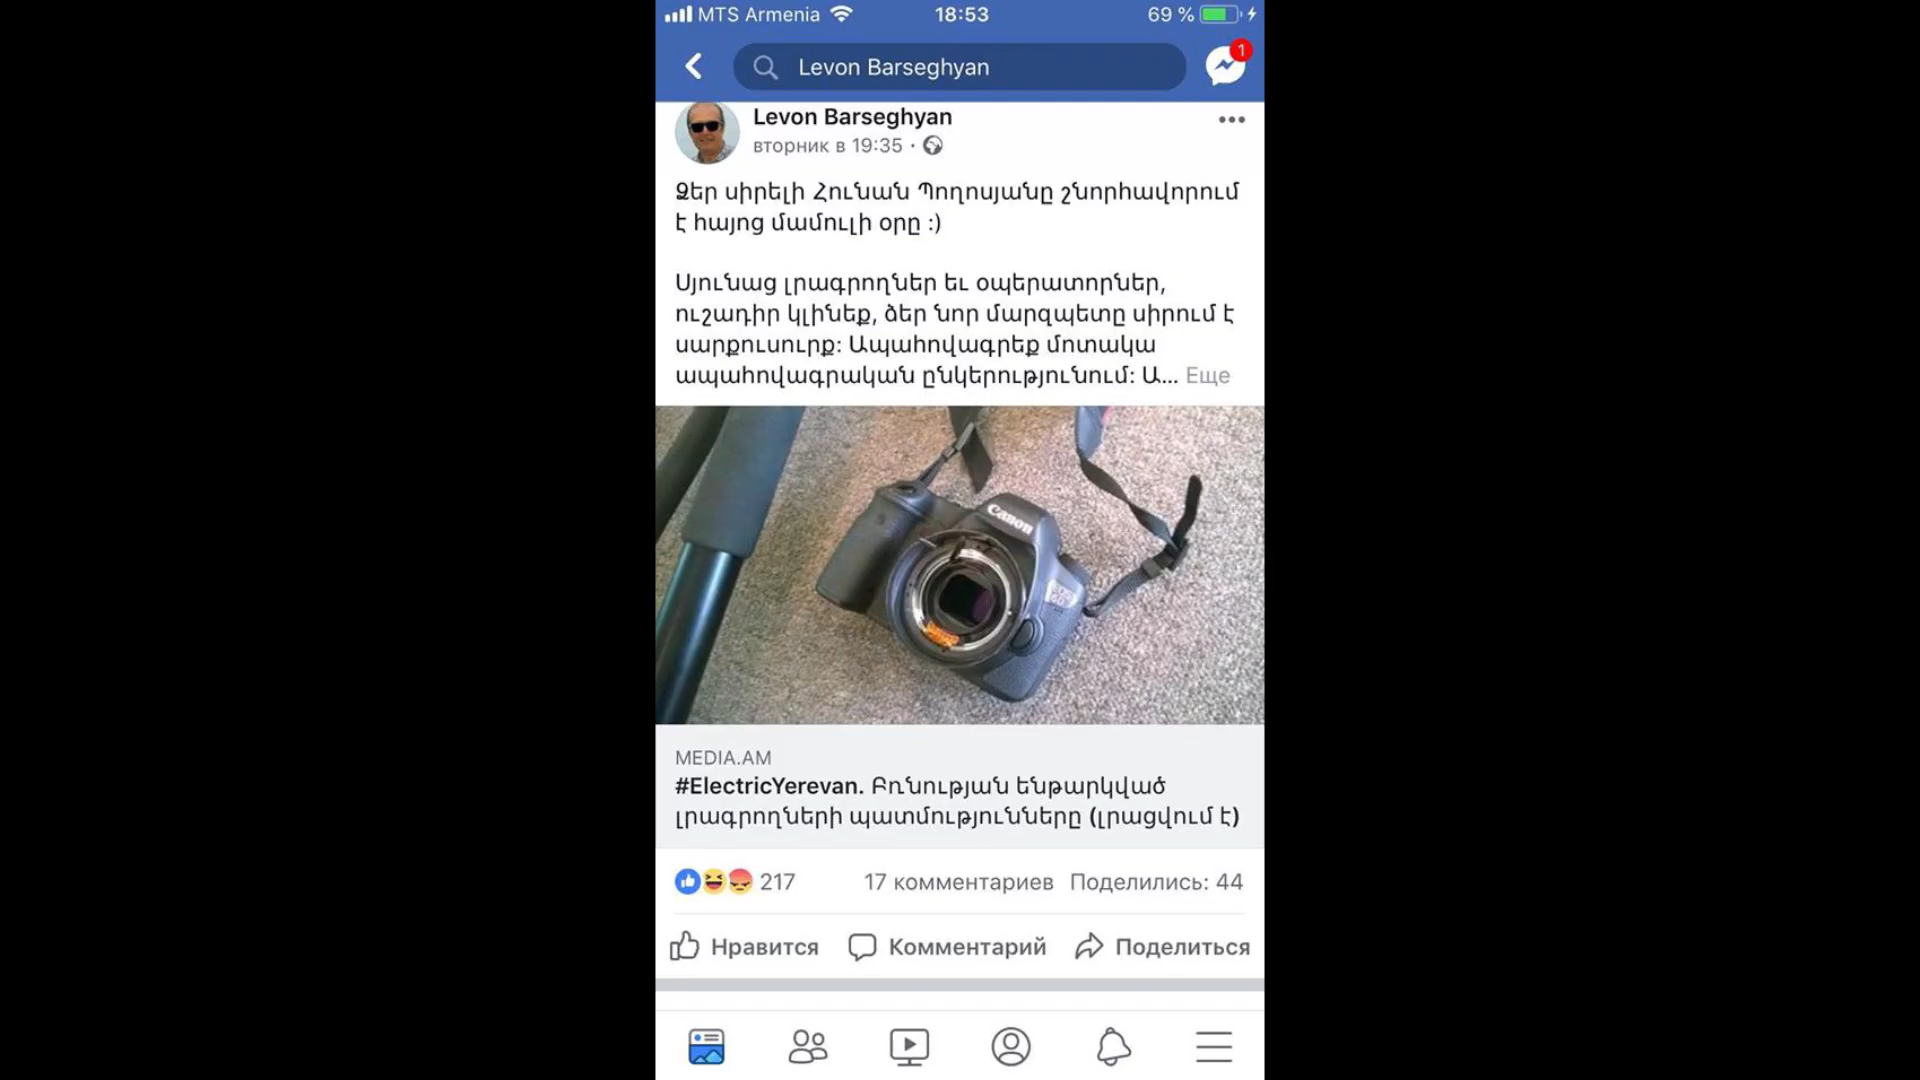 MTS Armenia 18:53 69 %
Levon Barseghyan 1
Levon Barseghyan
вторник в 19:35 ·
Ձեր սիրելի Հունան Պողոսյանը շնորհավորում
է հայոց մամուլի օրը :)
Սյունաց լրագրողներ եւ օպերատորներ,
ուշադիր կլինեք, ձեր նոր մարզպետը սիրում է
սարքուսուրք: Ապահովագրեք մոտակա
ապահովագրական ընկերությունում: Ա... Еще
Canon
MEDIA.AM
#ElectricYerevan. Բռնության ենթարկված
լրագրողների պատմությունները (լրացվում է)
217 17 комментариев Поделились: 44
Нравится Комментарий Поделиться